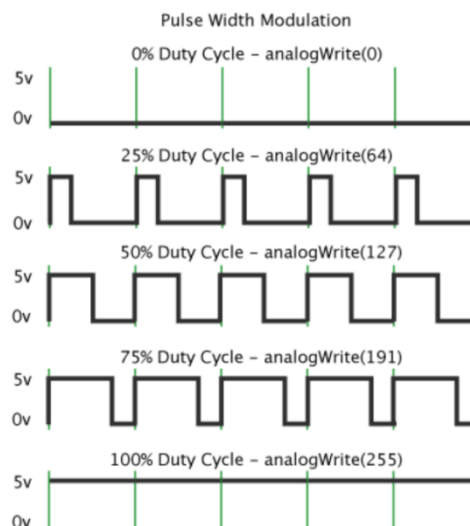 Pulse Width Modulation
0% Duty Cycle – analogWrite(0)
5v
0v
25% Duty Cycle – analogWrite(64)
5v
0v
50% Duty Cycle – analogWrite(127)
5v
0v
75% Duty Cycle – analogWrite(191)
5v
0v
100% Duty Cycle – analogWrite(255)
5v
0v